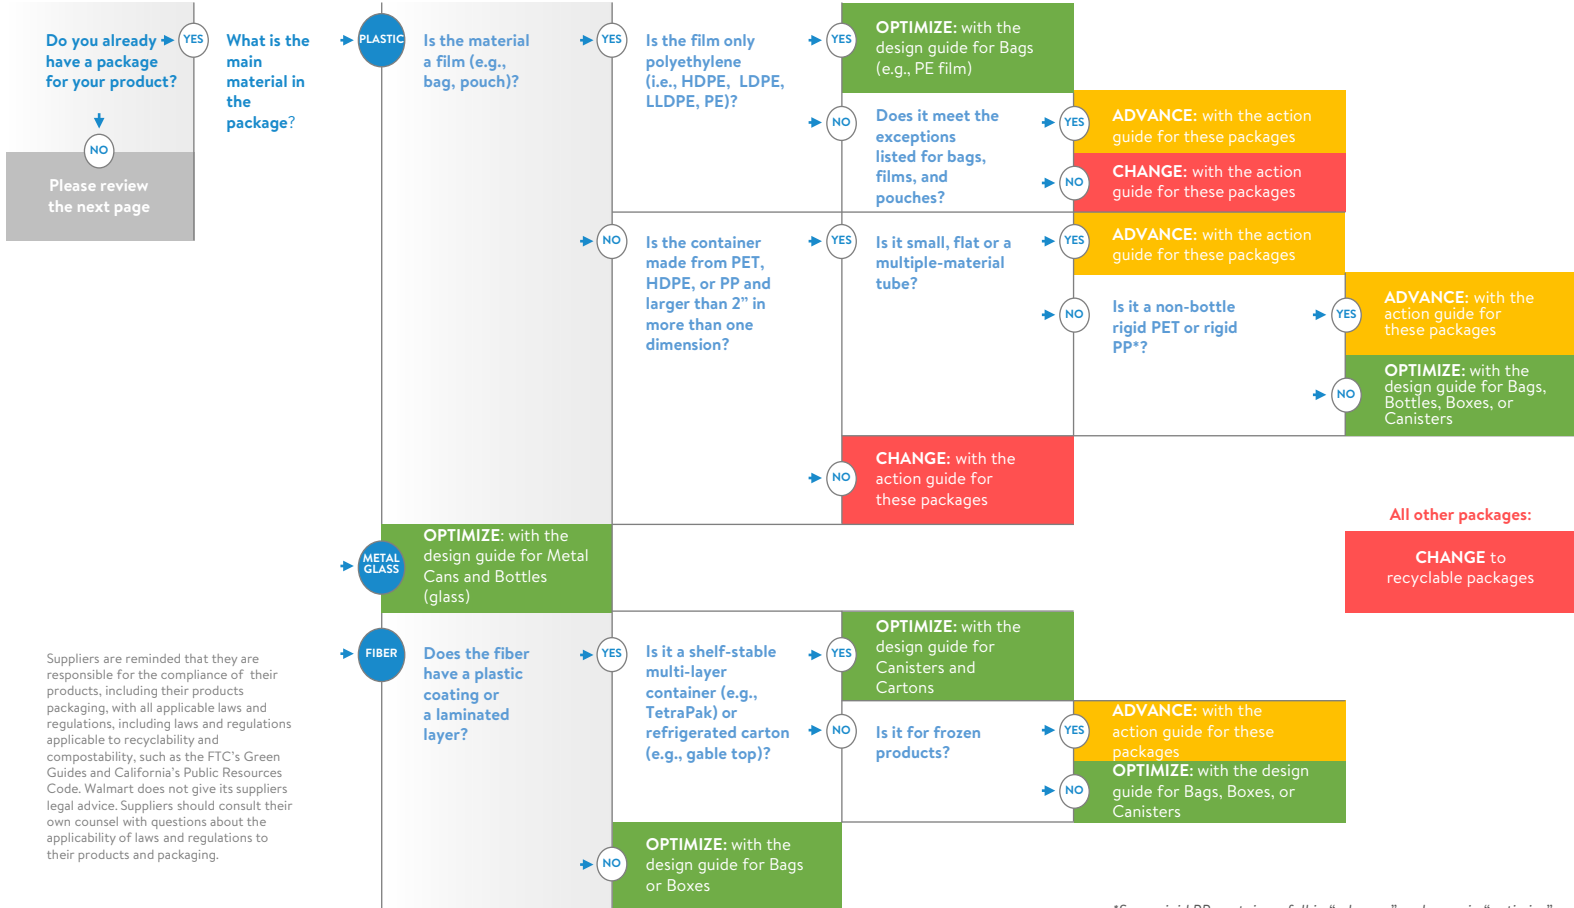 Do you already
have a package
for your product?
YES
NO
Please review
the next page
What is the
main
material in
the
package?
PLASTIC
Is the material
a film (e.g.,
bag, pouch)?
YES
Is the film only
polyethylene
(i.e., HDPE, LDPE,
LLDPE, PE)?
YES
OPTIMIZE: with the
design guide for Bags
(e.g., PE film)
NO
Does it meet the
exceptions
listed for bags,
films, and
pouches?
YES
ADVANCE: with the action
guide for these packages
NO
CHANGE: with the action
guide for these packages
NO
Is the container
made from PET,
HDPE, or PP and
larger than 2” in
more than one
dimension?
YES
Is it small, flat or a
multiple-material
tube?
YES
ADVANCE: with the action
guide for these packages
NO
Is it a non-bottle
rigid PET or rigid
PP*?
YES
ADVANCE: with the
action guide for
these packages
NO
OPTIMIZE: with the
design guide for Bags,
Bottles, Boxes, or
Canisters
NO
CHANGE: with the
action guide for
these packages
METAL
GLASS
OPTIMIZE: with the
design guide for Metal
Cans and Bottles
(glass)
All other packages:
CHANGE to
recyclable packages
FIBER
Does the fiber
have a plastic
coating or
a laminated
layer?
YES
Is it a shelf-stable
multi-layer
container (e.g.,
TetraPak) or
refrigerated carton
(e.g., gable top)?
YES
OPTIMIZE: with the
design guide for
Canisters and
Cartons
NO
Is it for frozen
products?
YES
ADVANCE: with the
action guide for these
packages
NO
OPTIMIZE: with the design
guide for Bags, Boxes, or
Canisters
NO
OPTIMIZE: with the
design guide for Bags
or Boxes
Suppliers are reminded that they are
responsible for the compliance of their
products, including their products
packaging, with all applicable laws and
regulations, including laws and regulations
applicable to recyclability and
compostability, such as the FTC’s Green
Guides and California’s Public Resources
Code. Walmart does not give its suppliers
legal advice. Suppliers should consult their
own counsel with questions about the
applicability of laws and regulations to
their products and packaging.